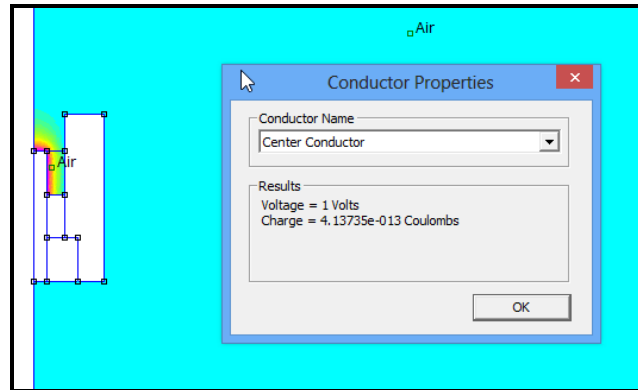 Air
Conductor Properties
Conductor Name
Center Conductor
Air
Results
Voltage = 1 Volts
Charge = 4.13735e-013 Coulombs
OK